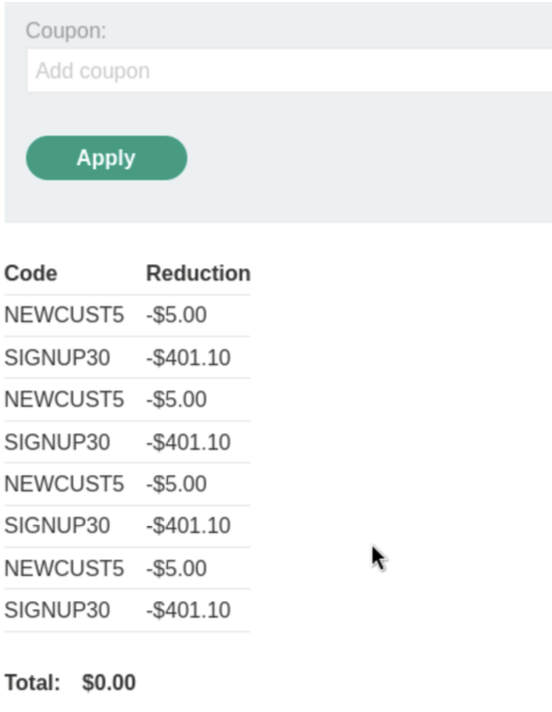 Coupon:
Add coupon
Apply
Code Reduction
NEWCUST5 -$5.00
SIGNUP30 -$401.10
NEWCUST5 -$5.00
SIGNUP30 -$401.10
NEWCUST5 -$5.00
SIGNUP30 -$401.10
NEWCUST5 -$5.00
SIGNUP30 -$401.10
Total: $0.00